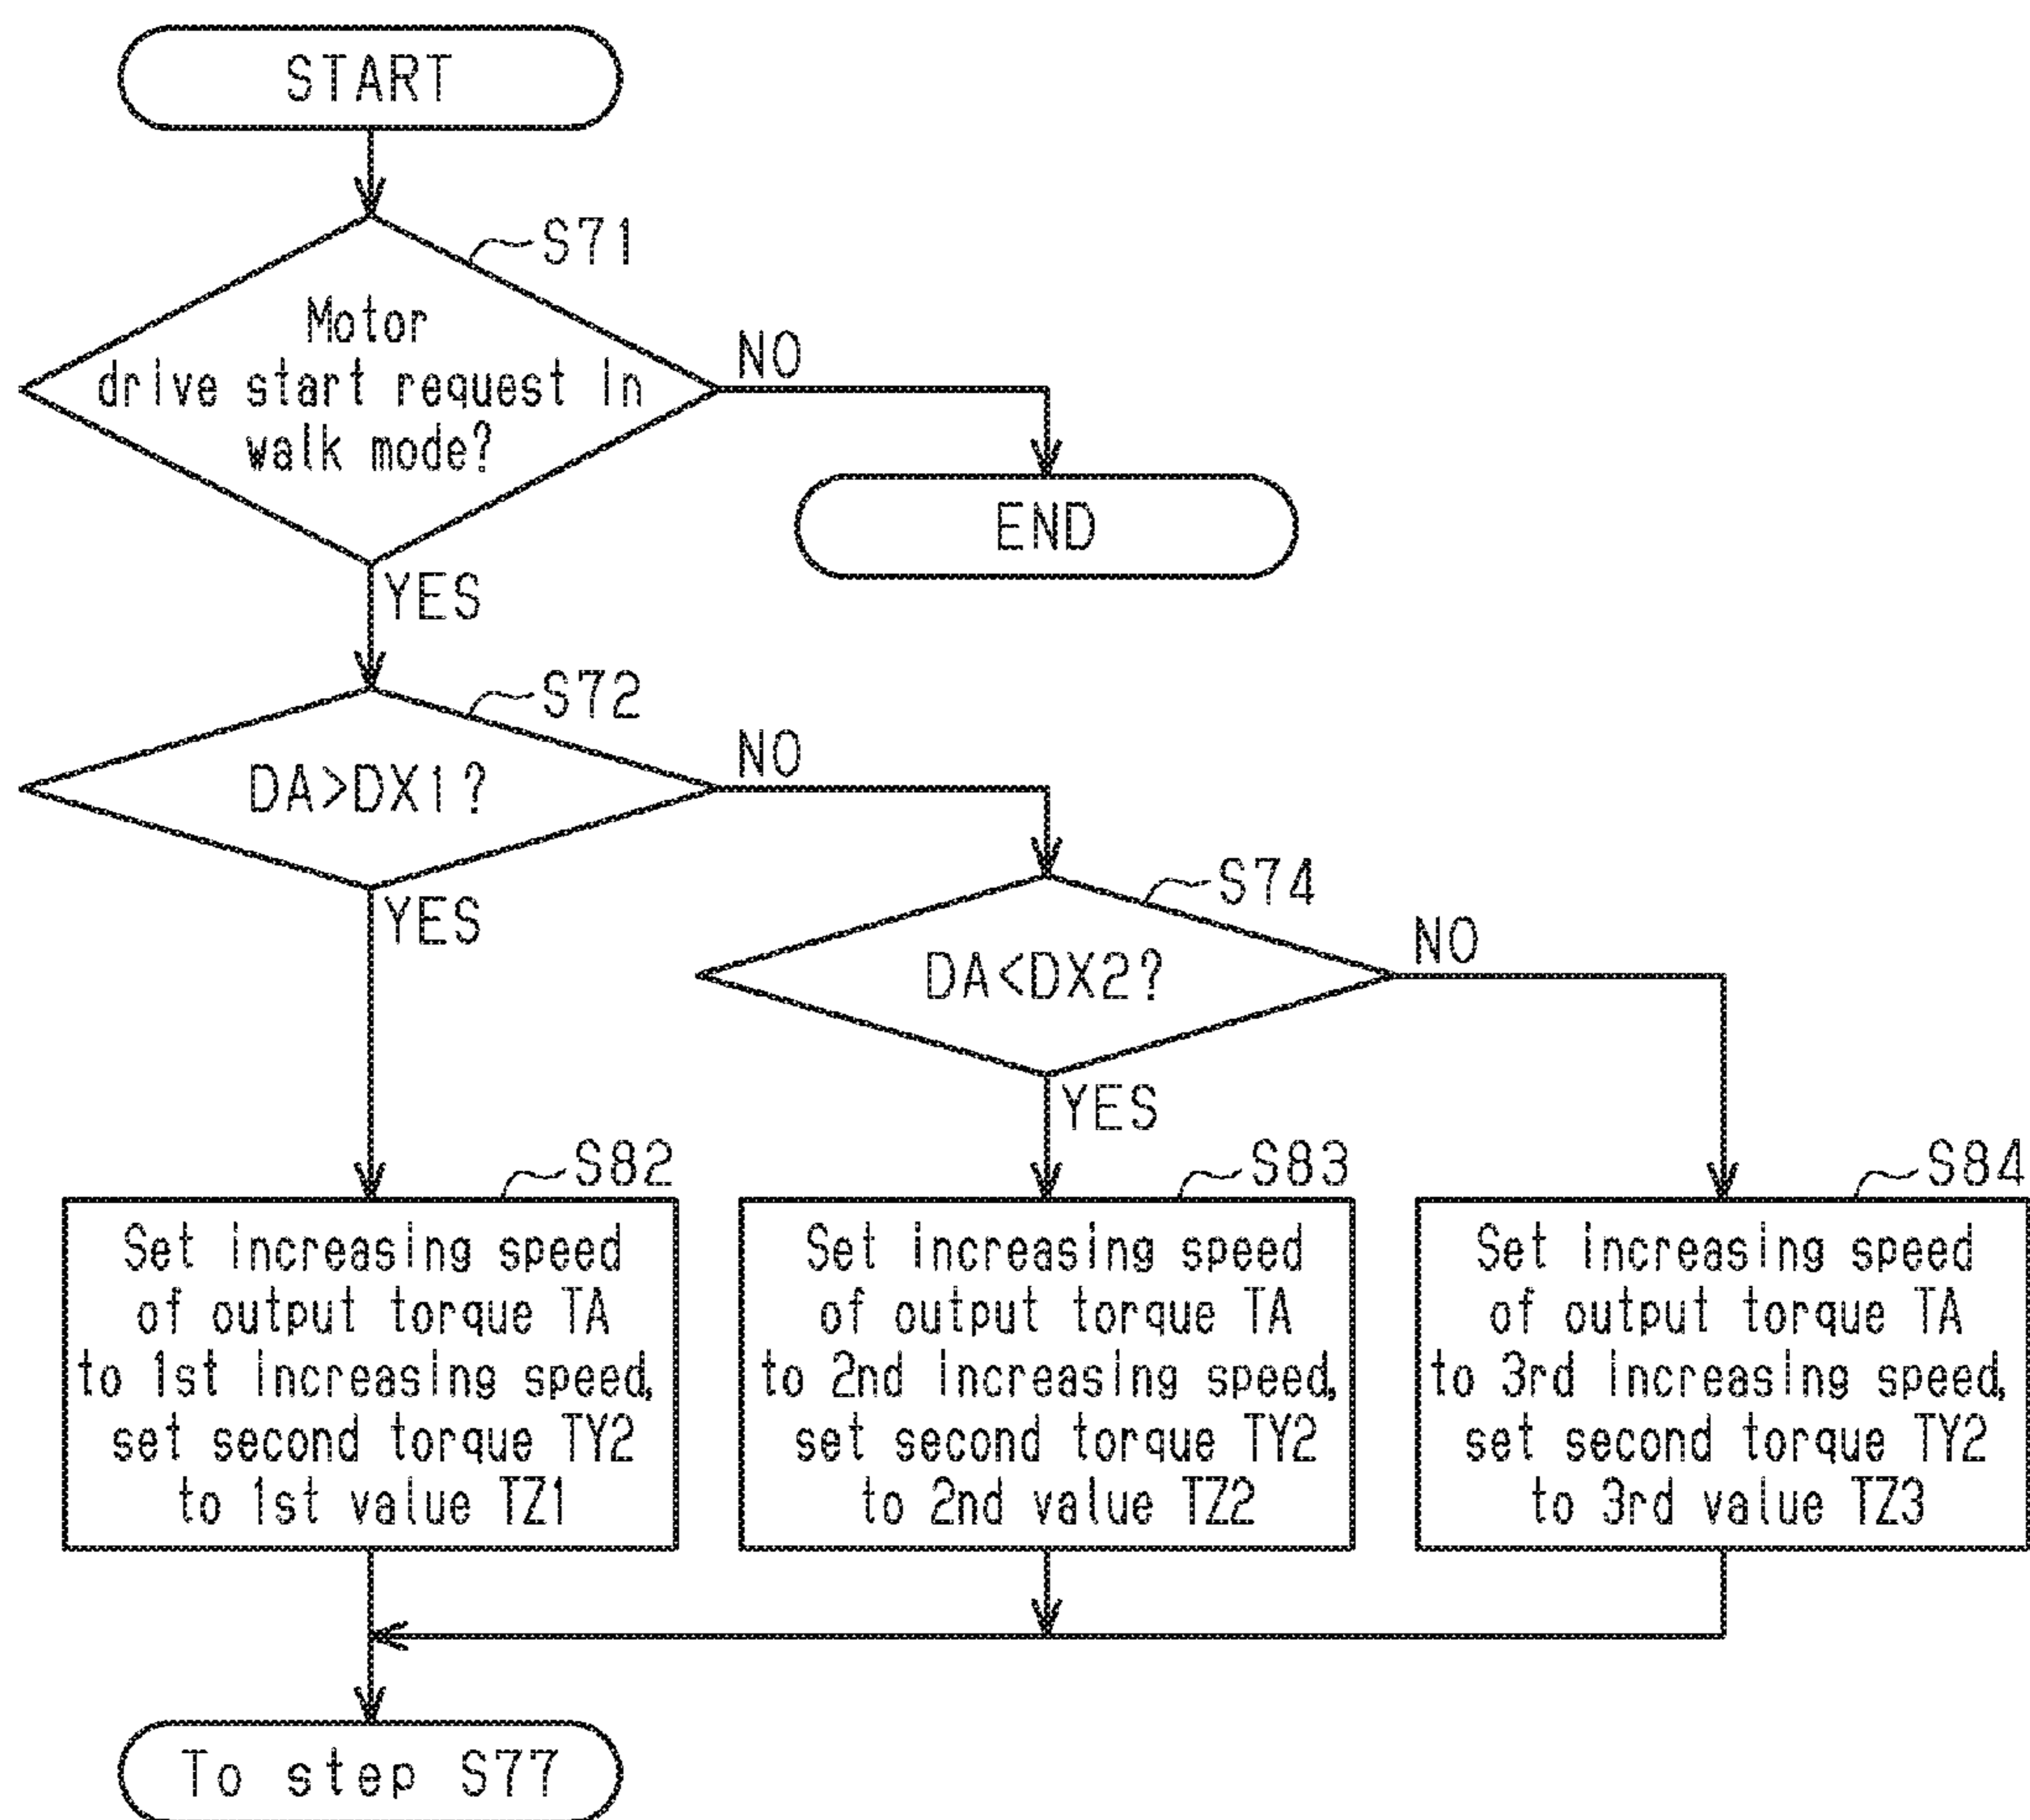 START
S71
Motor
drive start request in
walk mode?
NO
END
YES
S72
DA>DX1?
NO
YES
S74
DA<DX2?
NO
YES
S82
Set increasing speed
of output torque TA
to 1st increasing speed,
set second torque TY2
to 1st value TZ1
S83
Set increasing speed
of output torque TA
to 2nd increasing speed,
set second torque TY2
to 2nd value TZ2
S84
Set increasing speed
of output torque TA
to 3rd increasing speed,
set second torque TY2
to 3rd value TZ3
To step S77